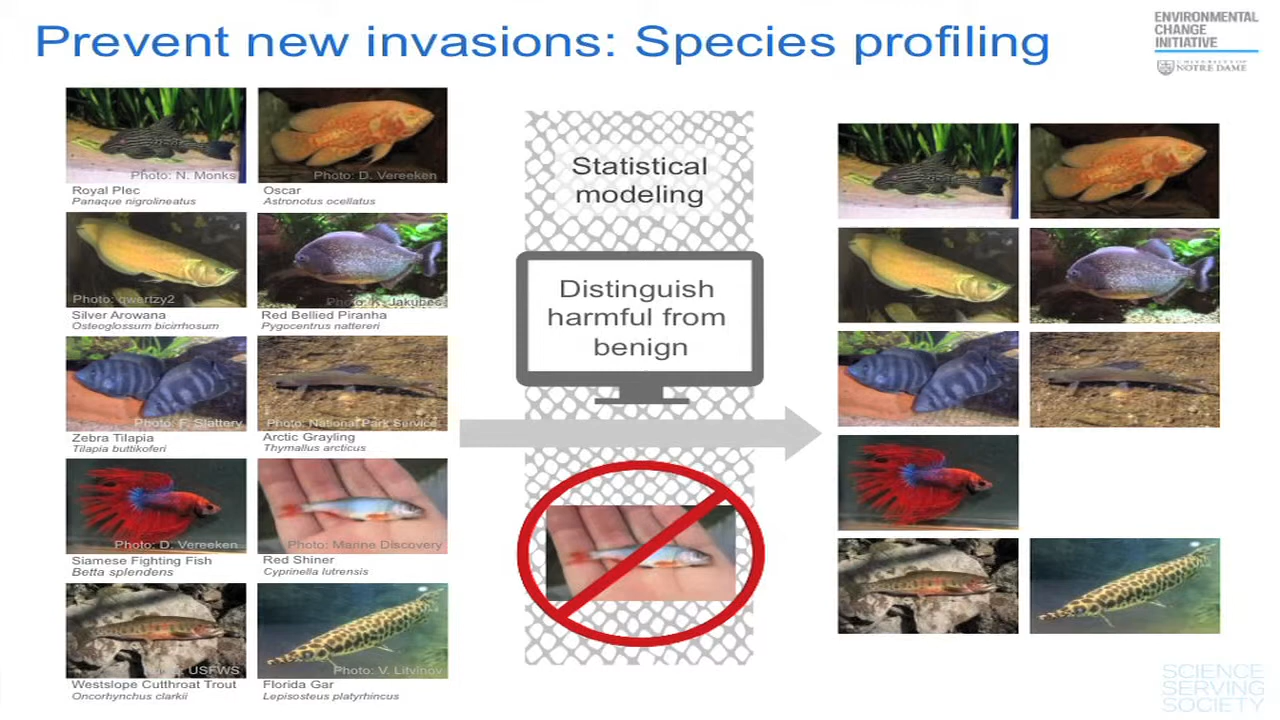 Prevent new invasions: Species profiling
ENVIRONMENTAL
CHANGE
INITIATIVE
UNIVERSITY OF
NOTRE DAME
Photo: N. Monks
Royal Plec
Panaque nigrolineatus
Photo: D. Vereeken
Oscar
Astronotus ocellatus
Photo: qwertzy2
Silver Arowana
Osteoglossum bicirrhosum
Photo: K. Jakubec
Red Bellied Piranha
Pygocentrus nattereri
Photo: F. Slattery
Zebra Tilapia
Tilapia buttikoferi
Photo: National Park Service
Arctic Grayling
Thymallus arcticus
Photo: D. Vereeken
Siamese Fighting Fish
Betta splendens
Photo: Marine Discovery
Red Shiner
Cyprinella lutrensis
USFWS
Westslope Cutthroat Trout
Oncorhynchus clarkii
Photo: V. Litvinov
Florida Gar
Lepisosteus platyrhincus
Statistical
modeling
Distinguish
harmful from
benign
SCIENCE
SERVING
SOCIETY